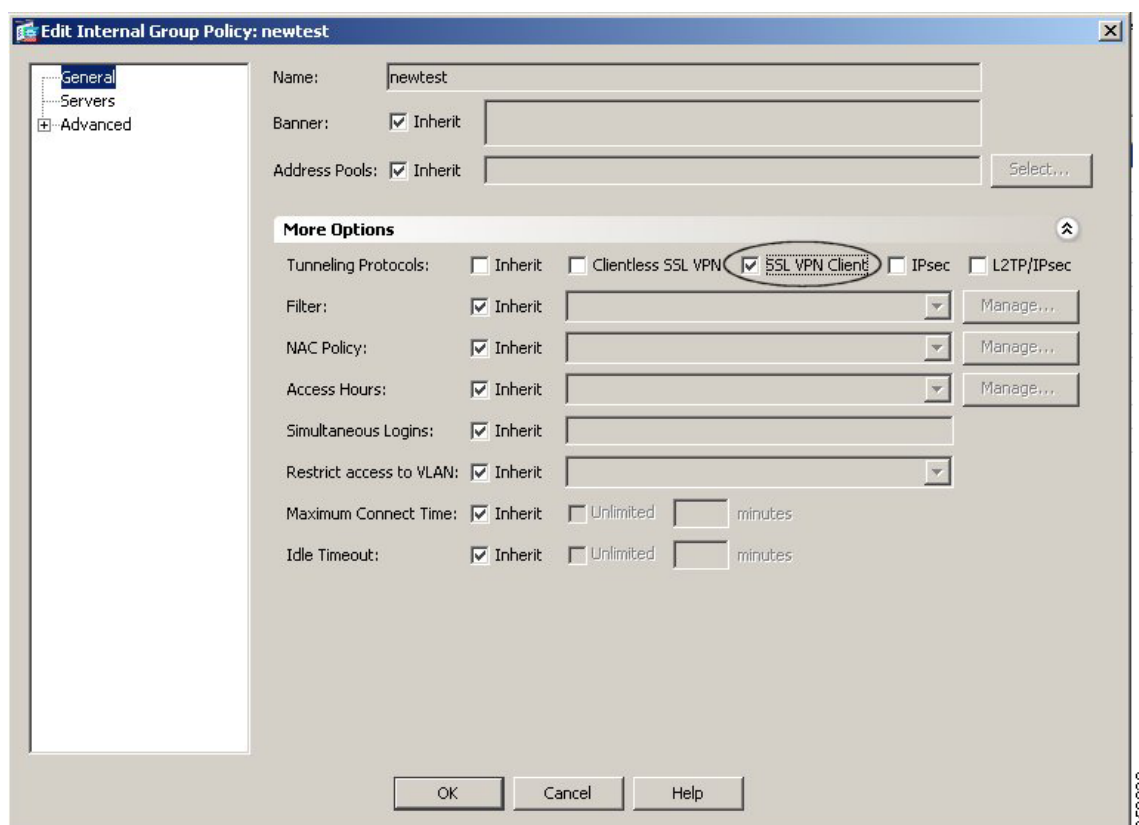 Edit Internal Group Policy: newtest
General
Servers
Advanced
Name: newtest
Banner: Inherit
Address Pools: Inherit Select...
More Options
Tunneling Protocols: Inherit Clientless SSL VPN SSL VPN Client IPsec L2TP/IPsec
Filter: Inherit Manage...
NAC Policy: Inherit Manage...
Access Hours: Inherit Manage...
Simultaneous Logins: Inherit
Restrict access to VLAN: Inherit
Maximum Connect Time: Inherit Unlimited minutes
Idle Timeout: Inherit Unlimited minutes
OK Cancel Help